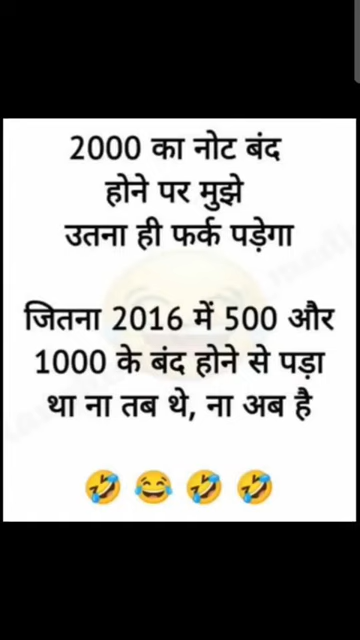 2000 का नोट बंद
होने पर मुझे
उतना ही फर्क पड़ेगा
जितना 2016 में 500 और
1000 के बंद होने से पड़ा
था ना तब थे, ना अब है
🤣 😂 🤣 🤣